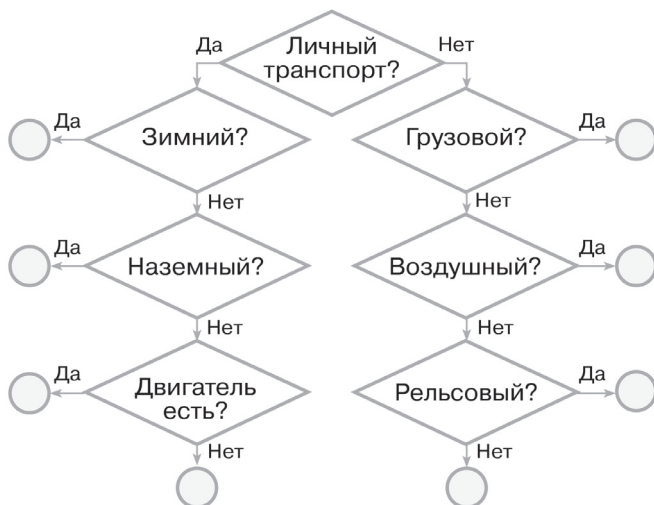 Да
Личный
транспорт?
Нет
Да
Зимний?
Грузовой?
Да
Нет
Нет
Да
Наземный?
Воздушный?
Да
Нет
Нет
Да
Двигатель
есть?
Рельсовый?
Да
Нет
Нет